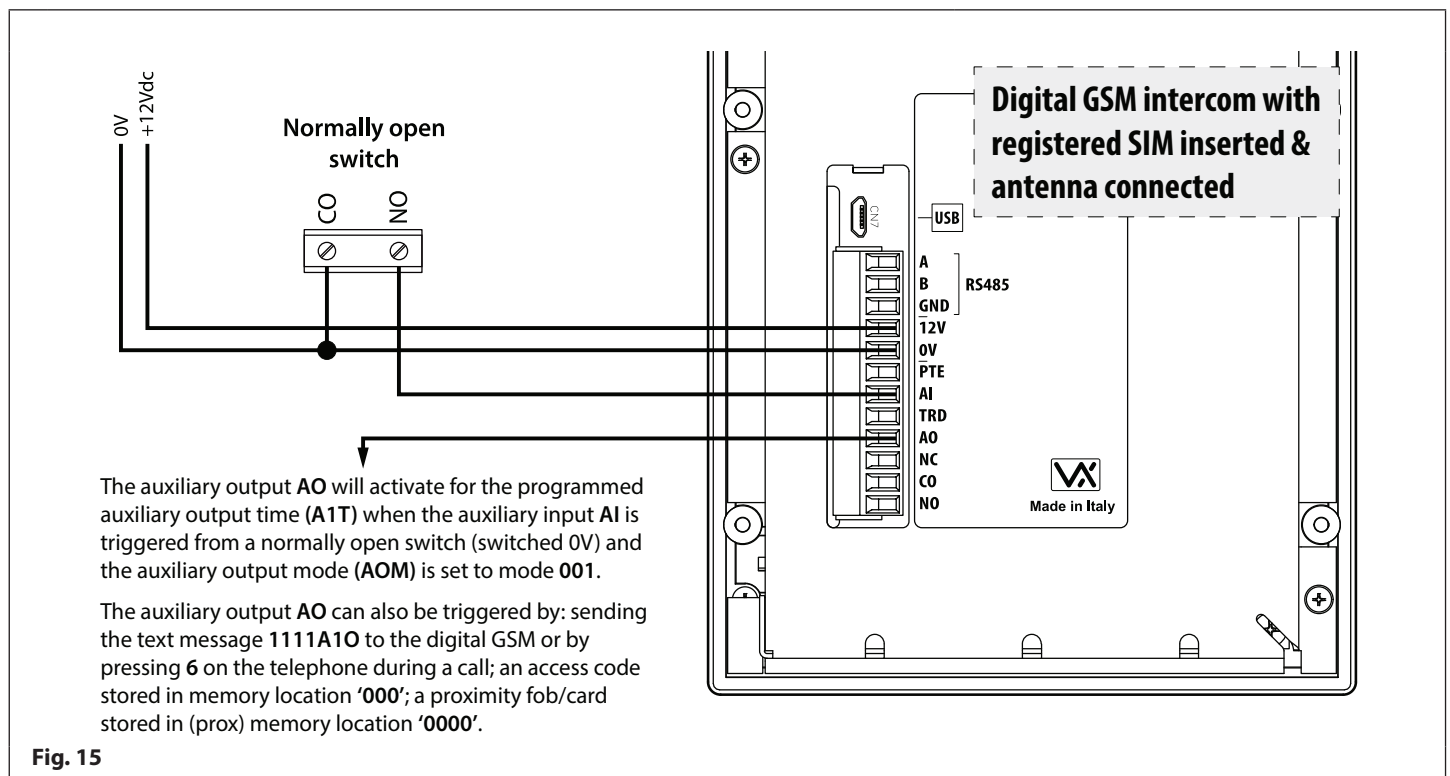 0V
+12Vdc
Normally open
switch
CO
NO
Digital GSM intercom with
registered SIM inserted &
antenna connected
CN7
USB
A
B
GND
RS485
12V
0V
PTE
AI
TRD
AO
NC
CO
NO
Made in Italy
The auxiliary output AO will activate for the programmed
auxiliary output time (A1T) when the auxiliary input AI is
triggered from a normally open switch (switched 0V) and
the auxiliary output mode (AOM) is set to mode 001.
The auxiliary output AO can also be triggered by: sending
the text message 1111A1O to the digital GSM or by
pressing 6 on the telephone during a call; an access code
stored in memory location ‘000’; a proximity fob/card
stored in (prox) memory location ‘0000’.
Fig. 15